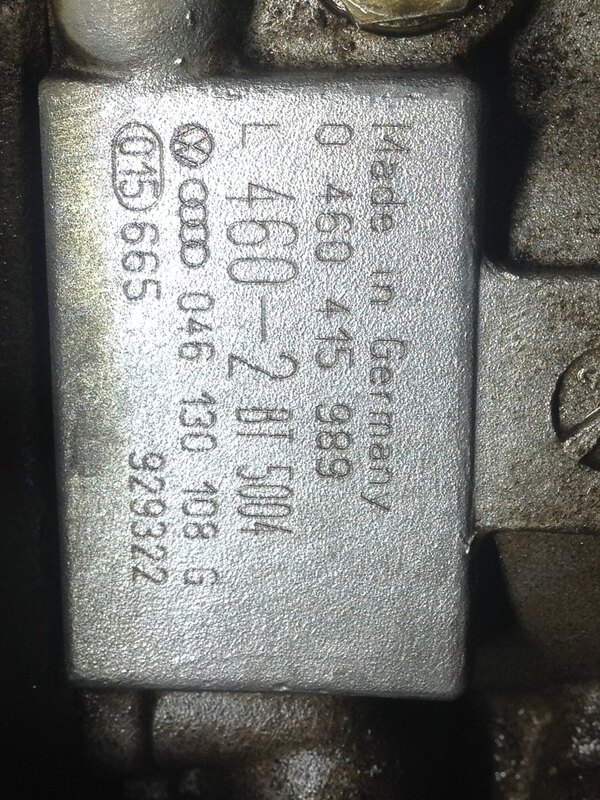 Made in Germany
0 460 415 989
L 460-2 BT 5004
046 130 108 G
015 665 929322